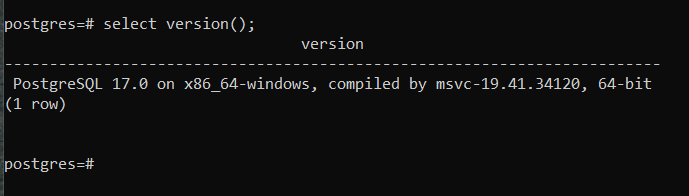 postgres=# select version();
version
-------------------------------------------------------------------------
PostgreSQL 17.0 on x86_64-windows, compiled by msvc-19.41.34120, 64-bit
(1 row)
postgres=#